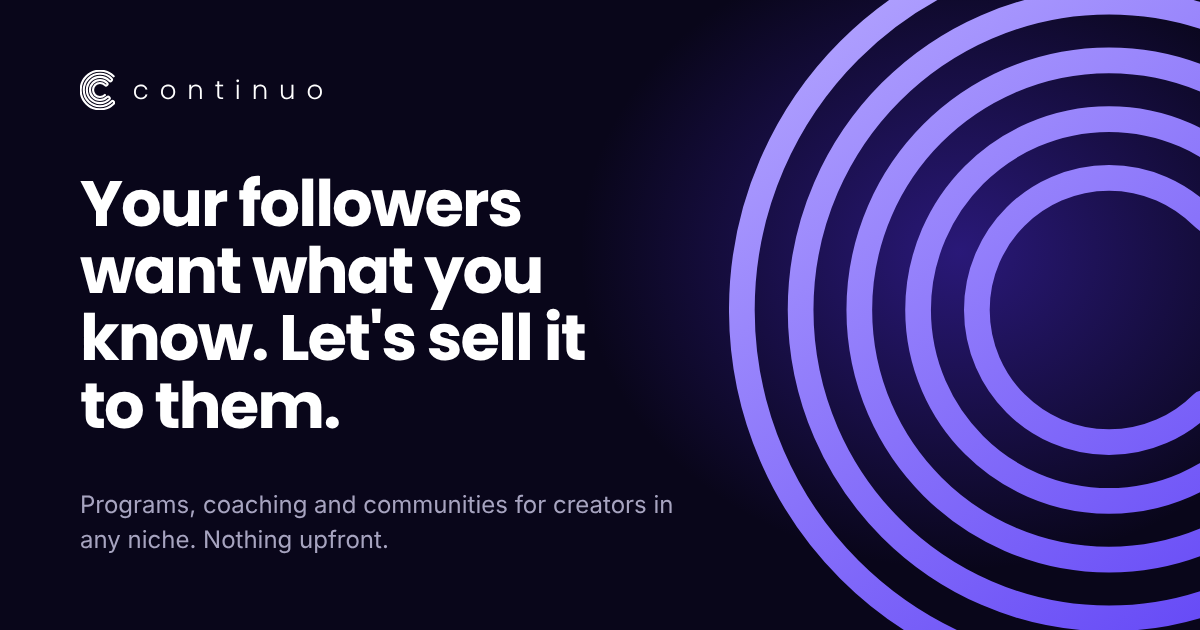 continuo
Your followers
want what you
know. Let's sell it
to them.
Programs, coaching and communities for creators in
any niche. Nothing upfront.